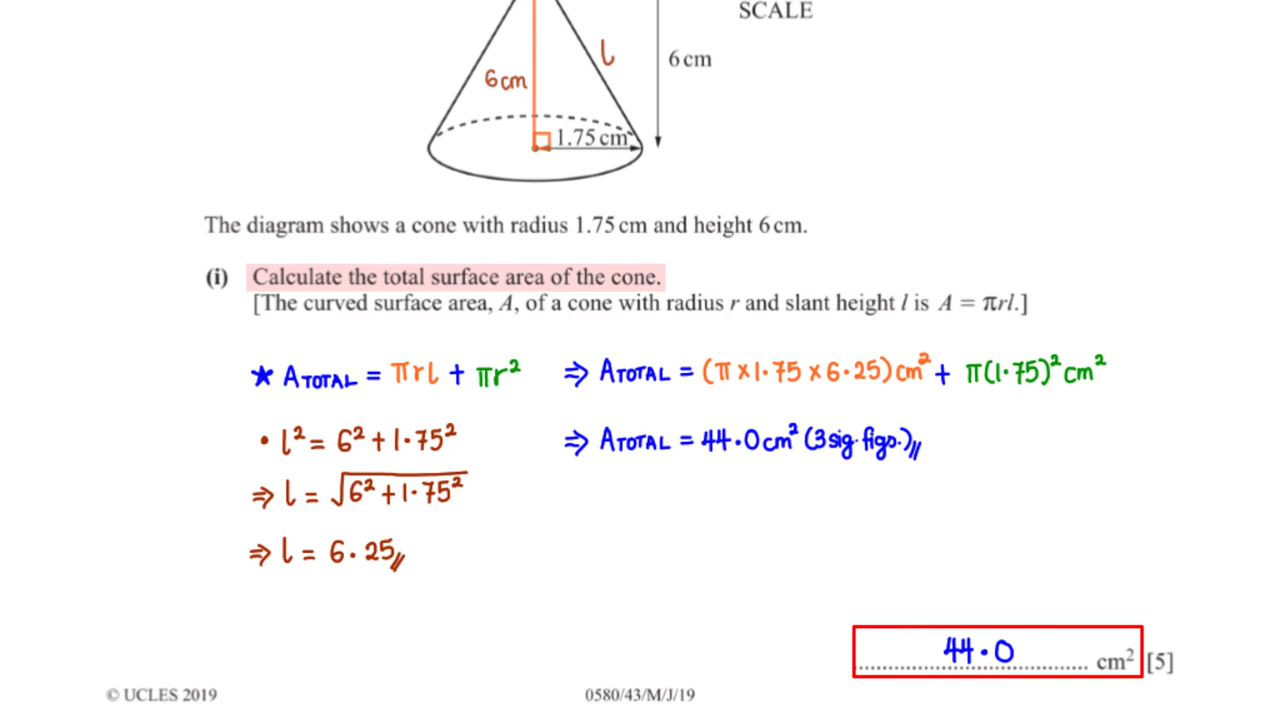 SCALE
l
6 cm
6cm
1.75 cm
The diagram shows a cone with radius 1.75 cm and height 6 cm.
(i) Calculate the total surface area of the cone.
[The curved surface area, A, of a cone with radius r and slant height l is A = πrl.]
★ ATOTAL = πrl + πr² ⇒ ATOTAL = (π × 1.75 × 6.25) cm² + π(1.75)² cm²
• l² = 6² + 1.75² ⇒ ATOTAL = 44.0 cm² (3 sig. figs.)//
⇒ l = √6² + 1.75²
⇒ l = 6.25//
44.0
cm² [5]
© UCLES 2019 0580/43/M/J/19